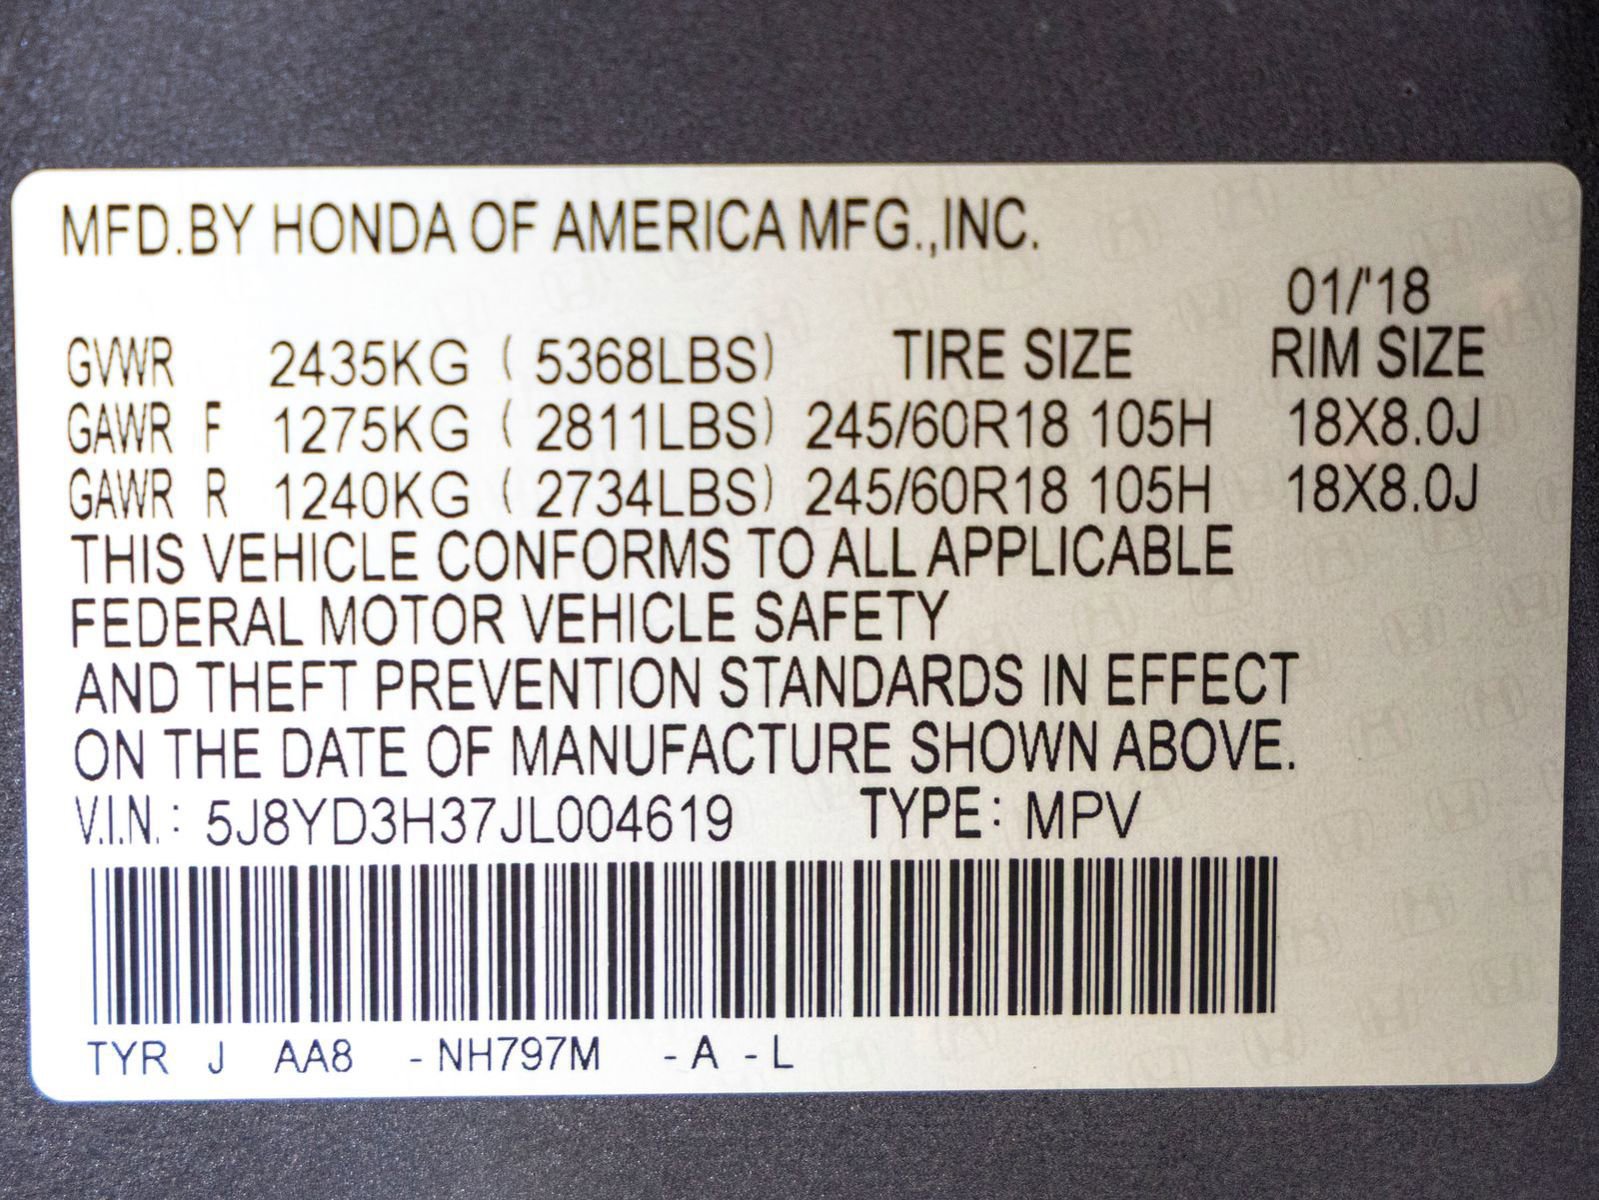 MFD.BY HONDA OF AMERICA MFG.,INC.
01/'18
GVWR 2435KG ( 5368LBS) TIRE SIZE RIM SIZE
GAWR F 1275KG ( 2811LBS) 245/60R18 105H 18X8.0J
GAWR R 1240KG ( 2734LBS) 245/60R18 105H 18X8.0J
THIS VEHICLE CONFORMS TO ALL APPLICABLE
FEDERAL MOTOR VEHICLE SAFETY
AND THEFT PREVENTION STANDARDS IN EFFECT
ON THE DATE OF MANUFACTURE SHOWN ABOVE.
V.I.N.: 5J8YD3H37JL004619 TYPE: MPV
TYR J AA8 - NH797M - A - L